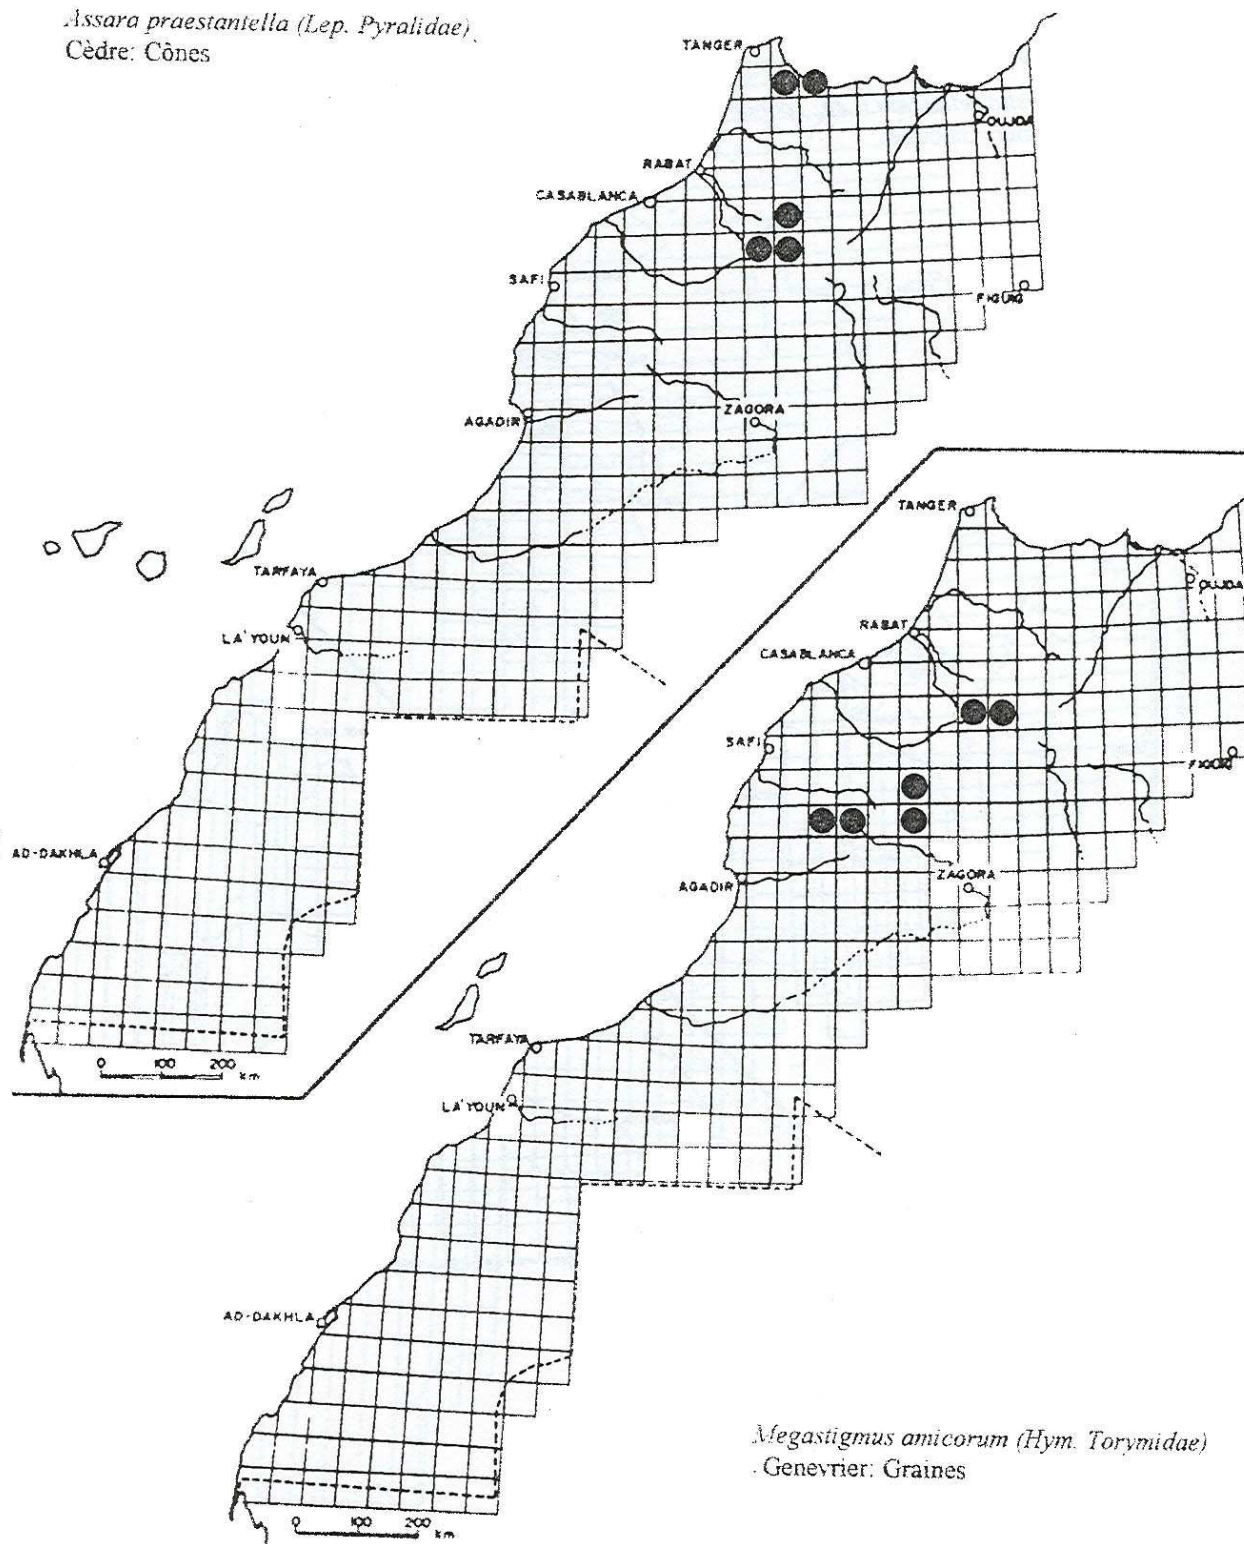 Assara praestantella (Lep. Pyralidae)
Cèdre: Cônes
TANGER
OUJDA
RABAT
CASABLANCA
SAFI
FIGUIG
AGADIR
ZAGORA
TARFAYA
LA'YOUN
AD-DAKHLA
0 100 200
km
TANGER
OUJDA
RABAT
CASABLANCA
SAFI
FIGUIG
AGADIR
ZAGORA
TARFAYA
LA'YOUN
AD-DAKHLA
0 100 200
km
Megastigmus amicorum (Hym. Torymidae)
Genevrier: Graines